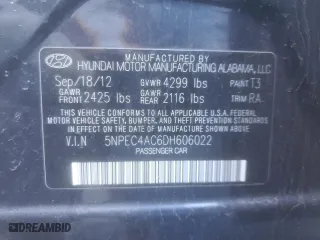 MANUFACTURED BY
HYUNDAI MOTOR MANUFACTURING ALABAMA, LLC
Sep/18/12 GVWR 4299 lbs PAINT T3
GAWR FRONT 2425 lbs GAWR REAR 2116 lbs TRIM RA
THIS VEHICLE CONFORMS TO ALL APPLICABLE U.S.A FEDERAL
MOTOR VEHICLE SAFETY, BUMPER, AND THEFT PREVENTION
STANDARDS IN EFFECT ON THE DATE OF MANUFACTURE
SHOWN ABOVE.
V.I.N 5NPEC4AC6DH606022
PASSENGER CAR
DREAMBID